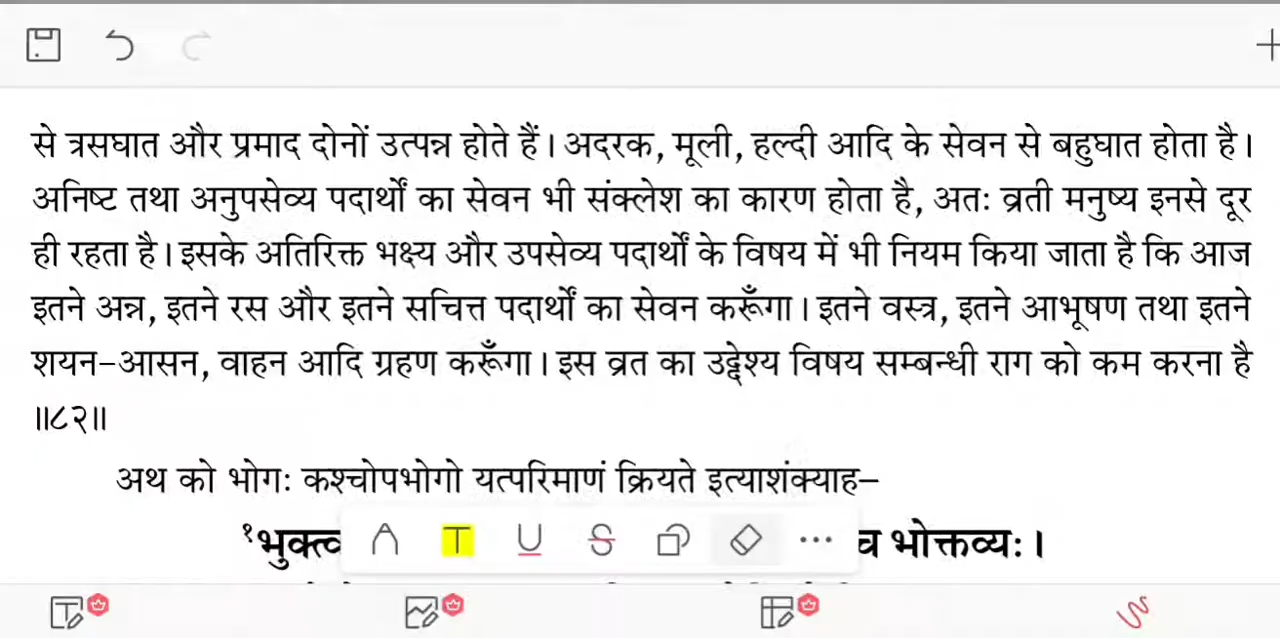 से त्रसघात और प्रमाद दोनों उत्पन्न होते हैं। अदरक, मूली, हल्दी आदि के सेवन से बहुघात होता है।
अनिष्ट तथा अनुपसेव्य पदार्थों का सेवन भी संक्लेश का कारण होता है, अतः व्रती मनुष्य इनसे दूर
ही रहता है। इसके अतिरिक्त भक्ष्य और उपसेव्य पदार्थों के विषय में भी नियम किया जाता है कि आज
इतने अन्न, इतने रस और इतने सचित्त पदार्थों का सेवन करूँगा। इतने वस्त्र, इतने आभूषण तथा इतने
शयन-आसन, वाहन आदि ग्रहण करूँगा। इस व्रत का उद्देश्य विषय सम्बन्धी राग को कम करना है
॥८२॥
अथ को भोगः कश्चोपभोगो यत्परिमाणं क्रियते इत्याशंक्याह-
भोक्तव्यः।